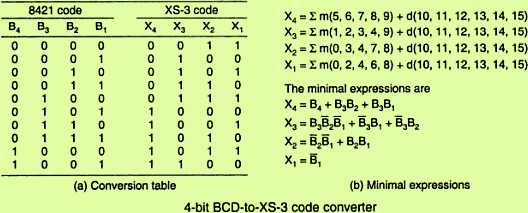 8421 code XS-3 code
B₄ B₃ B₂ B₁ X₄ X₃ X₂ X₁
0 0 0 0 0 0 1 1
0 0 0 1 0 1 0 0
0 0 1 0 0 1 0 1
0 0 1 1 0 1 1 0
0 1 0 0 0 1 1 1
0 1 0 1 1 0 0 0
0 1 1 0 1 0 0 1
0 1 1 1 1 0 1 0
1 0 0 0 1 0 1 1
1 0 0 1 1 1 0 0
(a) Conversion table
X₄ = Σ m(5, 6, 7, 8, 9) + d(10, 11, 12, 13, 14, 15)
X₃ = Σ m(1, 2, 3, 4, 9) + d(10, 11, 12, 13, 14, 15)
X₂ = Σ m(0, 3, 4, 7, 8) + d(10, 11, 12, 13, 14, 15)
X₁ = Σ m(0, 2, 4, 6, 8) + d(10, 11, 12, 13, 14, 15)
The minimal expressions are
X₄ = B₄ + B₃B₂ + B₃B₁
X₃ = B₃B̅₂B̅₁ + B̅₃B₁ + B̅₃B₂
X₂ = B̅₂B̅₁ + B₂B₁
X₁ = B̅₁
(b) Minimal expressions
4-bit BCD-to-XS-3 code converter